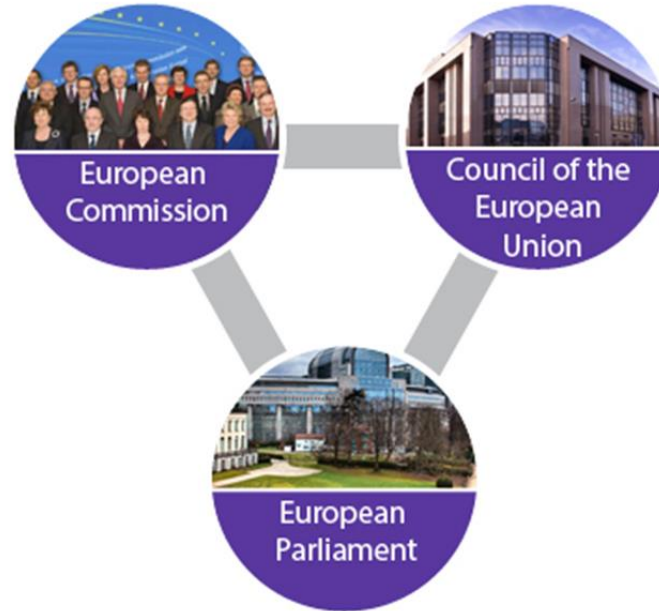 European
Commission
Council of the
European
Union
European
Parliament